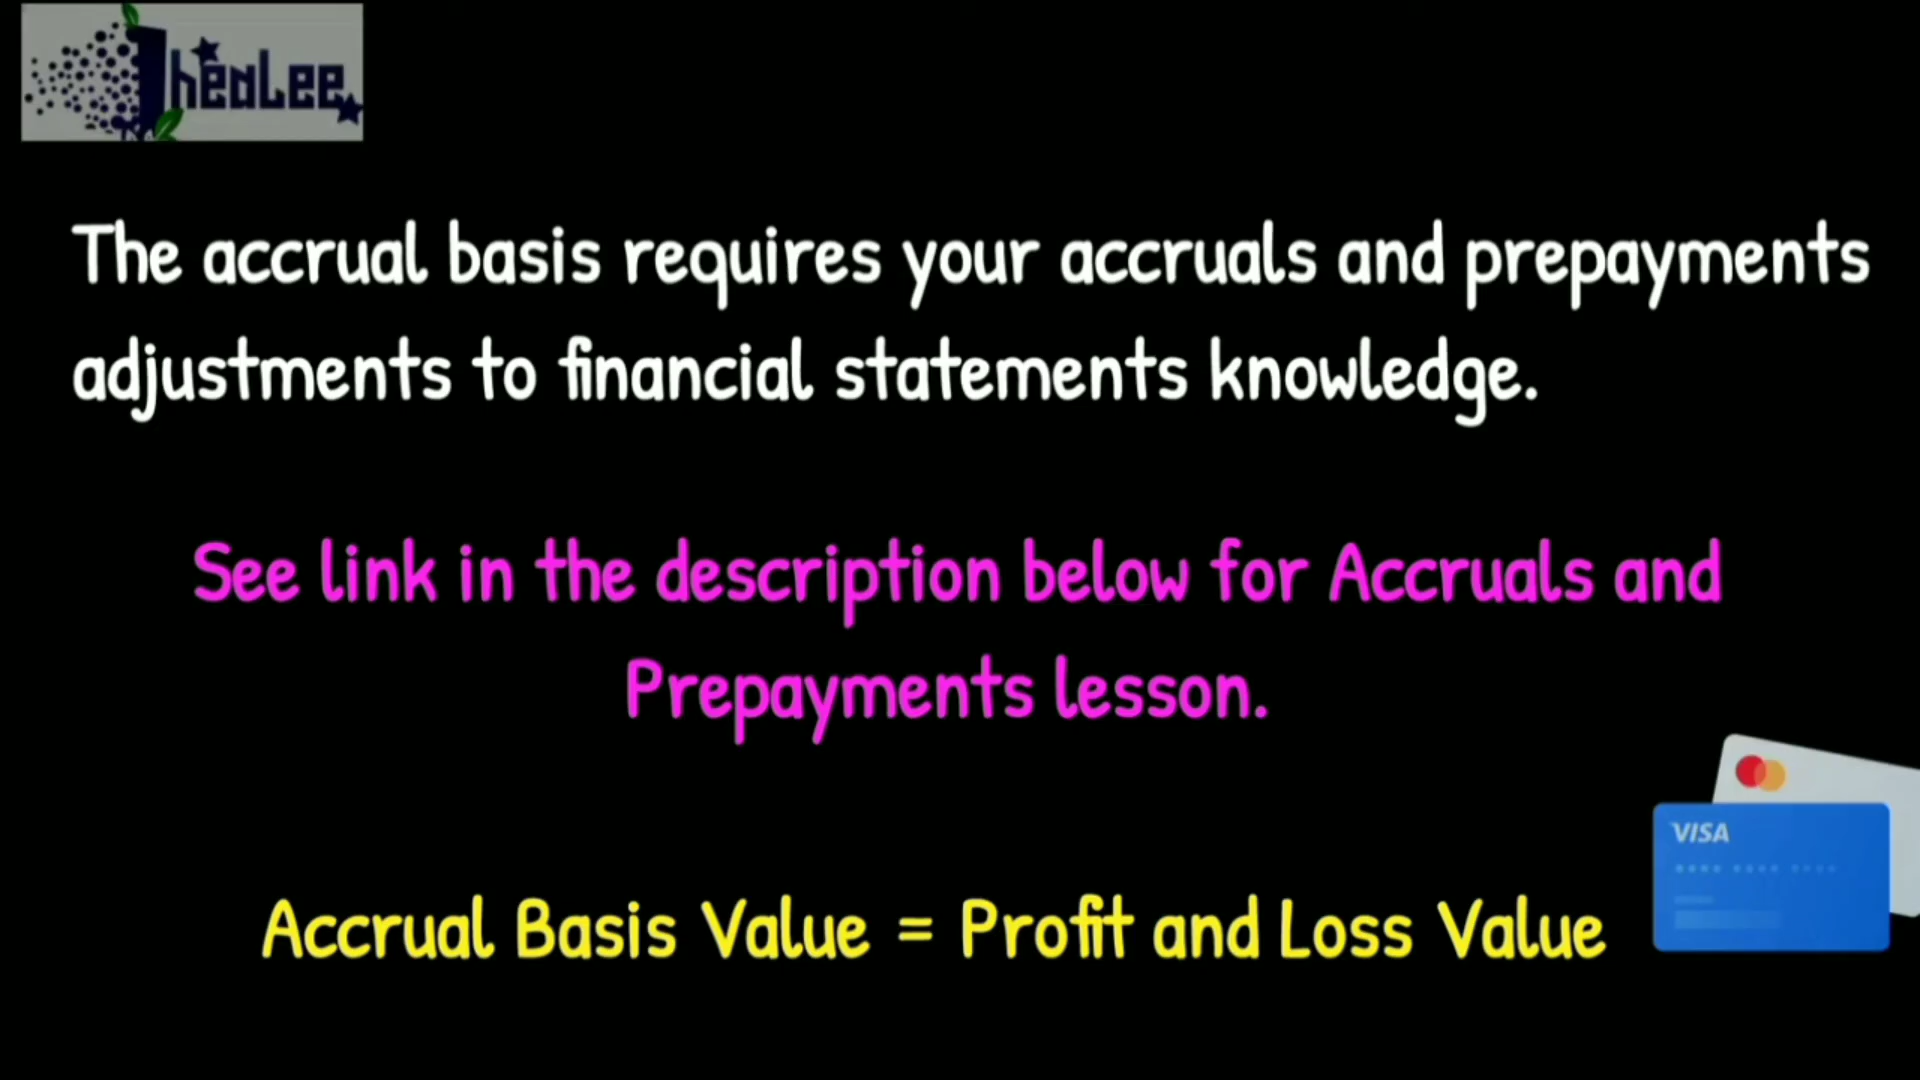 JhenLee
The accrual basis requires your accruals and prepayments
adjustments to financial statements knowledge.
See link in the description below for Accruals and
Prepayments lesson.
VISA
Accrual Basis Value = Profit and Loss Value